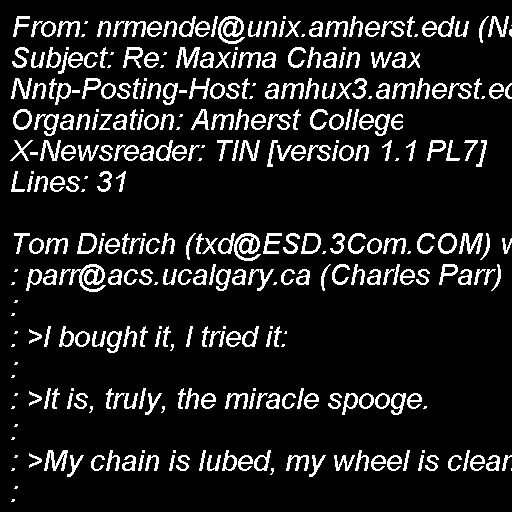 From: nrmendel@unix.amherst.edu (Na
Subject: Re: Maxima Chain wax
Nntp-Posting-Host: amhux3.amherst.ed
Organization: Amherst College
X-Newsreader: TIN [version 1.1 PL7]
Lines: 31

Tom Dietrich (txd@ESD.3Com.COM) w
: parr@acs.ucalgary.ca (Charles Parr)
:
: >I bought it, I tried it:
:
: >It is, truly, the miracle spooge.
:
: >My chain is lubed, my wheel is clean
: